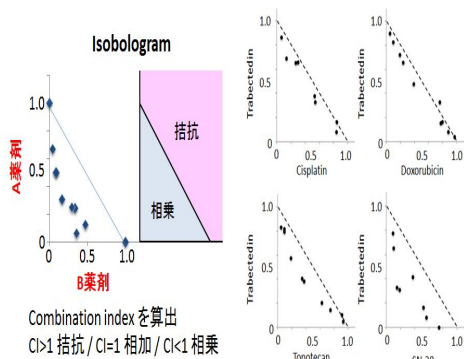 Isobologram
A薬剤
1.0
0.5
0
0
0.5
1.0
B薬剤
拮抗
相乗
Combination index を算出
CI>1 拮抗 / CI=1 相加 / CI<1 相乗
Trabectedin
1.0
0.5
0
0
0.5
1.0
Cisplatin
Trabectedin
1.0
0.5
0
0
0.5
1.0
Doxorubicin
Trabectedin
1.0
0.5
0
0
0.5
1.0
Topotecan
Trabectedin
1.0
0.5
0
0
0.5
1.0